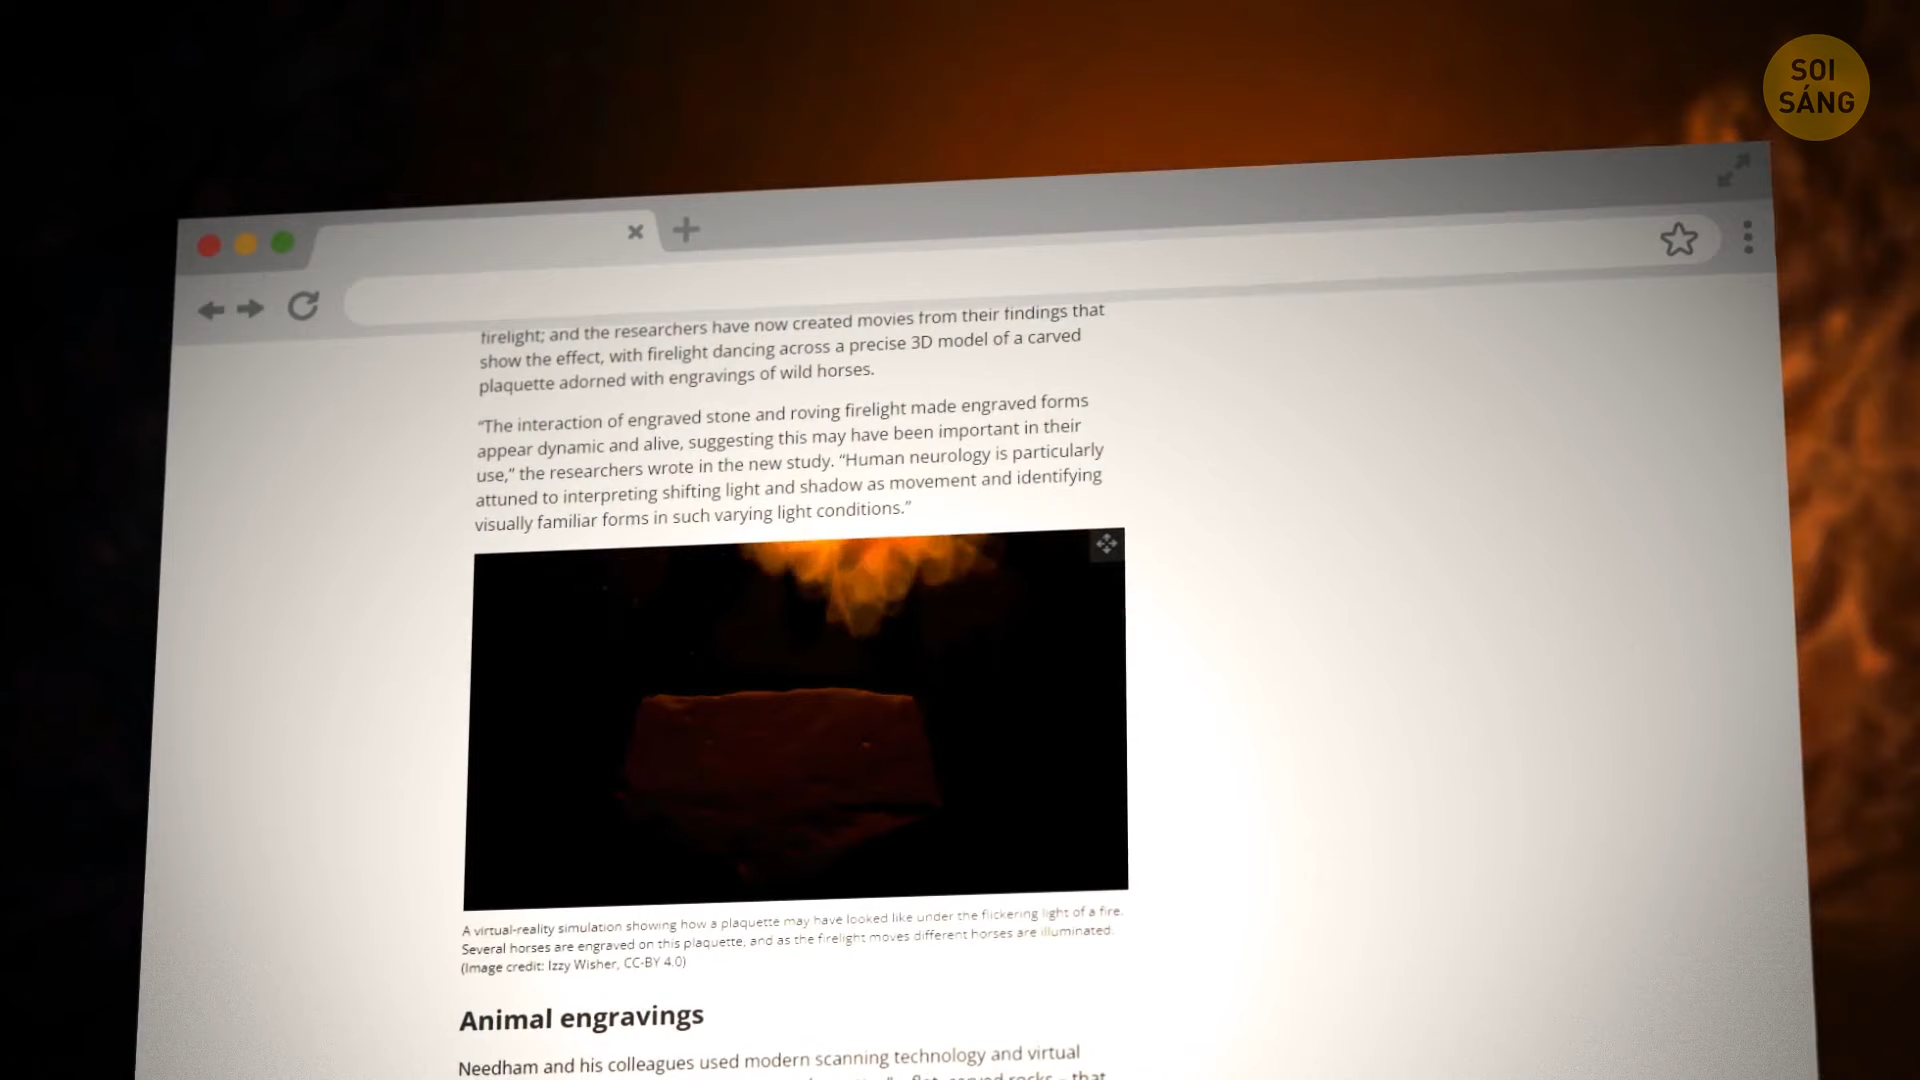 SOI
SÁNG
firelight; and the researchers have now created movies from their findings that
show the effect, with firelight dancing across a precise 3D model of a carved
plaquette adorned with engravings of wild horses.
“The interaction of engraved stone and roving firelight made engraved forms
appear dynamic and alive, suggesting this may have been important in their
use,” the researchers wrote in the new study. “Human neurology is particularly
attuned to interpreting shifting light and shadow as movement and identifying
visually familiar forms in such varying light conditions.”
A virtual-reality simulation showing how a plaquette may have looked like under the flickering light of a fire.
Several horses are engraved on this plaquette, and as the firelight moves different horses are illuminated.
(Image credit: Izzy Wisher, CC-BY 4.0)
Animal engravings
Needham and his colleagues used modern scanning technology and virtual
flat, carved rocks – that